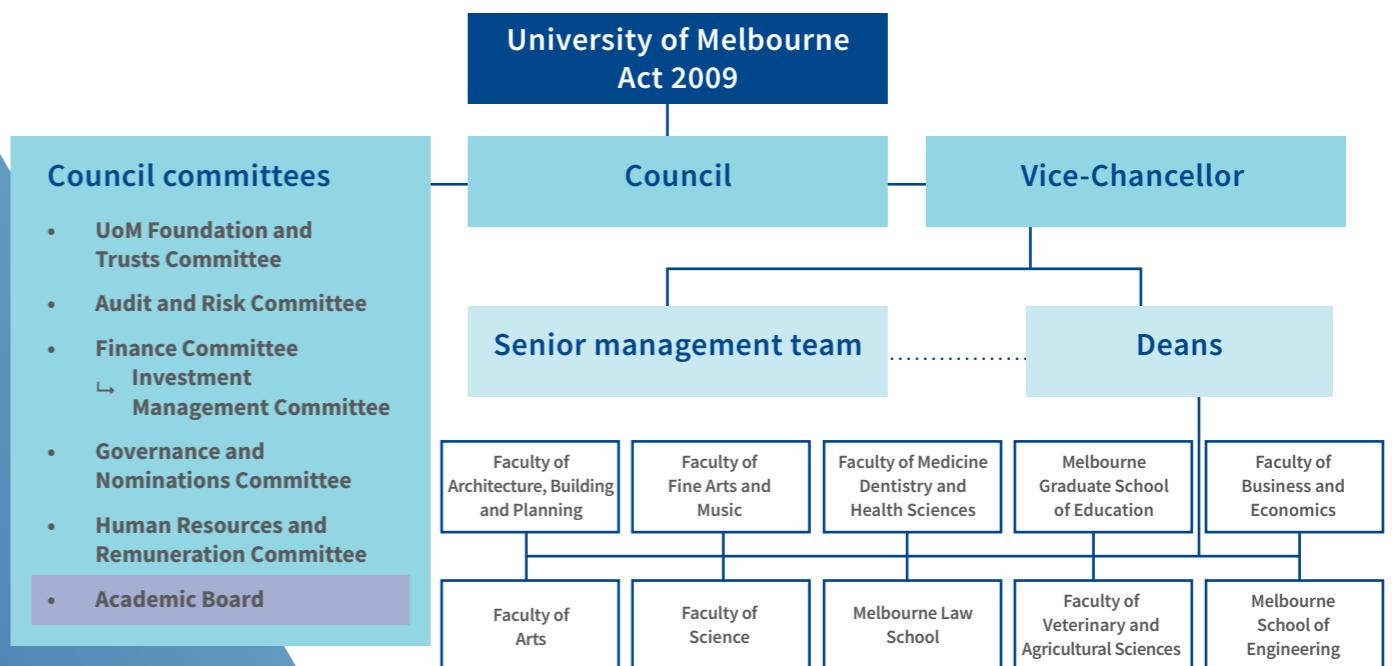 University of Melbourne
Act 2009
Council committees
• UoM Foundation and
Trusts Committee
• Audit and Risk Committee
• Finance Committee
↳ Investment
Management Committee
• Governance and
Nominations Committee
• Human Resources and
Remuneration Committee
• Academic Board
Council
Vice-Chancellor
Senior management team
Deans
Faculty of
Architecture, Building
and Planning
Faculty of
Fine Arts and
Music
Faculty of Medicine
Dentistry and
Health Sciences
Melbourne
Graduate School
of Education
Faculty of
Business and
Economics
Faculty of
Arts
Faculty of
Science
Melbourne Law
School
Faculty of
Veterinary and
Agricultural Sciences
Melbourne
School of
Engineering